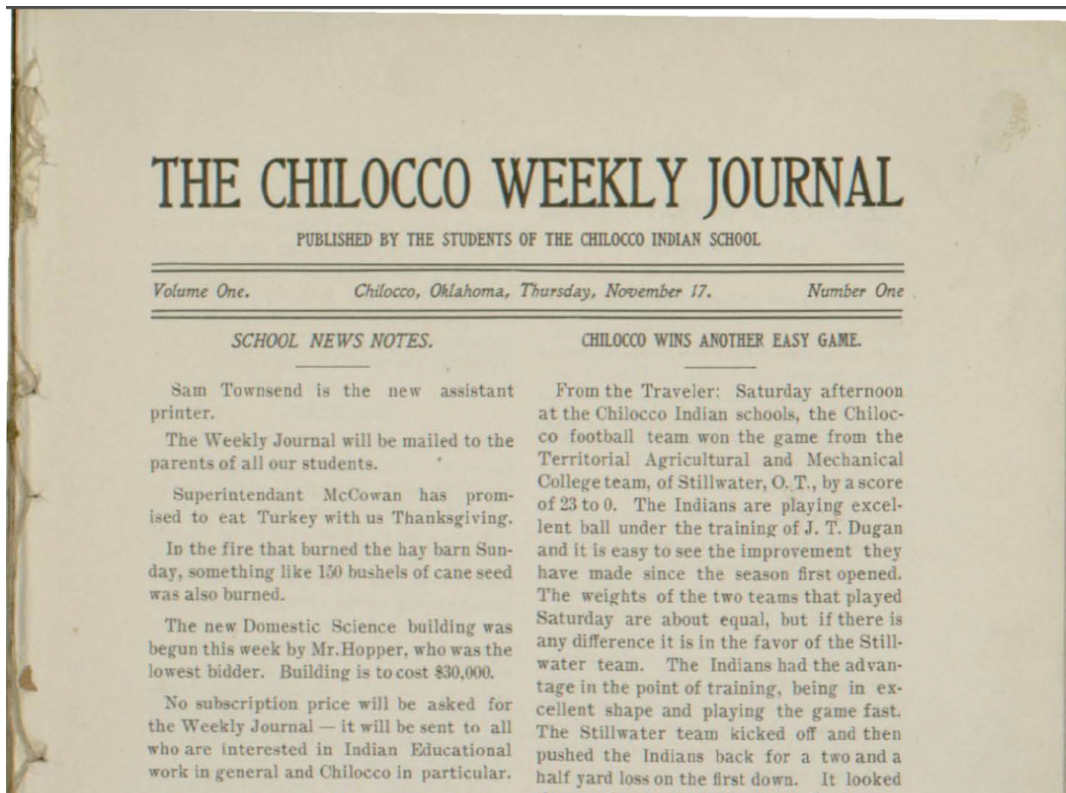 THE CHILOCCO WEEKLY JOURNAL
PUBLISHED BY THE STUDENTS OF THE CHILOCCO INDIAN SCHOOL
Volume One. Chilocco, Oklahoma, Thursday, November 17. Number One
SCHOOL NEWS NOTES.
Sam Townsend is the new assistant
printer.
The Weekly Journal will be mailed to the
parents of all our students.
Superintendant McCowan has prom-
ised to eat Turkey with us Thanksgiving.
In the fire that burned the hay barn Sun-
day, something like 150 bushels of cane seed
was also burned.
The new Domestic Science building was
begun this week by Mr.Hopper, who was the
lowest bidder. Building is to cost $30,000.
No subscription price will be asked for
the Weekly Journal — it will be sent to all
who are interested in Indian Educational
work in general and Chilocco in particular.
CHILOCCO WINS ANOTHER EASY GAME.
From the Traveler: Saturday afternoon
at the Chilocco Indian schools, the Chiloc-
co football team won the game from the
Territorial Agricultural and Mechanical
College team, of Stillwater, O. T., by a score
of 23 to 0. The Indians are playing excel-
lent ball under the training of J. T. Dugan
and it is easy to see the improvement they
have made since the season first opened.
The weights of the two teams that played
Saturday are about equal, but if there is
any difference it is in the favor of the Still-
water team. The Indians had the advan-
tage in the point of training, being in ex-
cellent shape and playing the game fast.
The Stillwater team kicked off and then
pushed the Indians back for a two and a
half yard loss on the first down. It looked